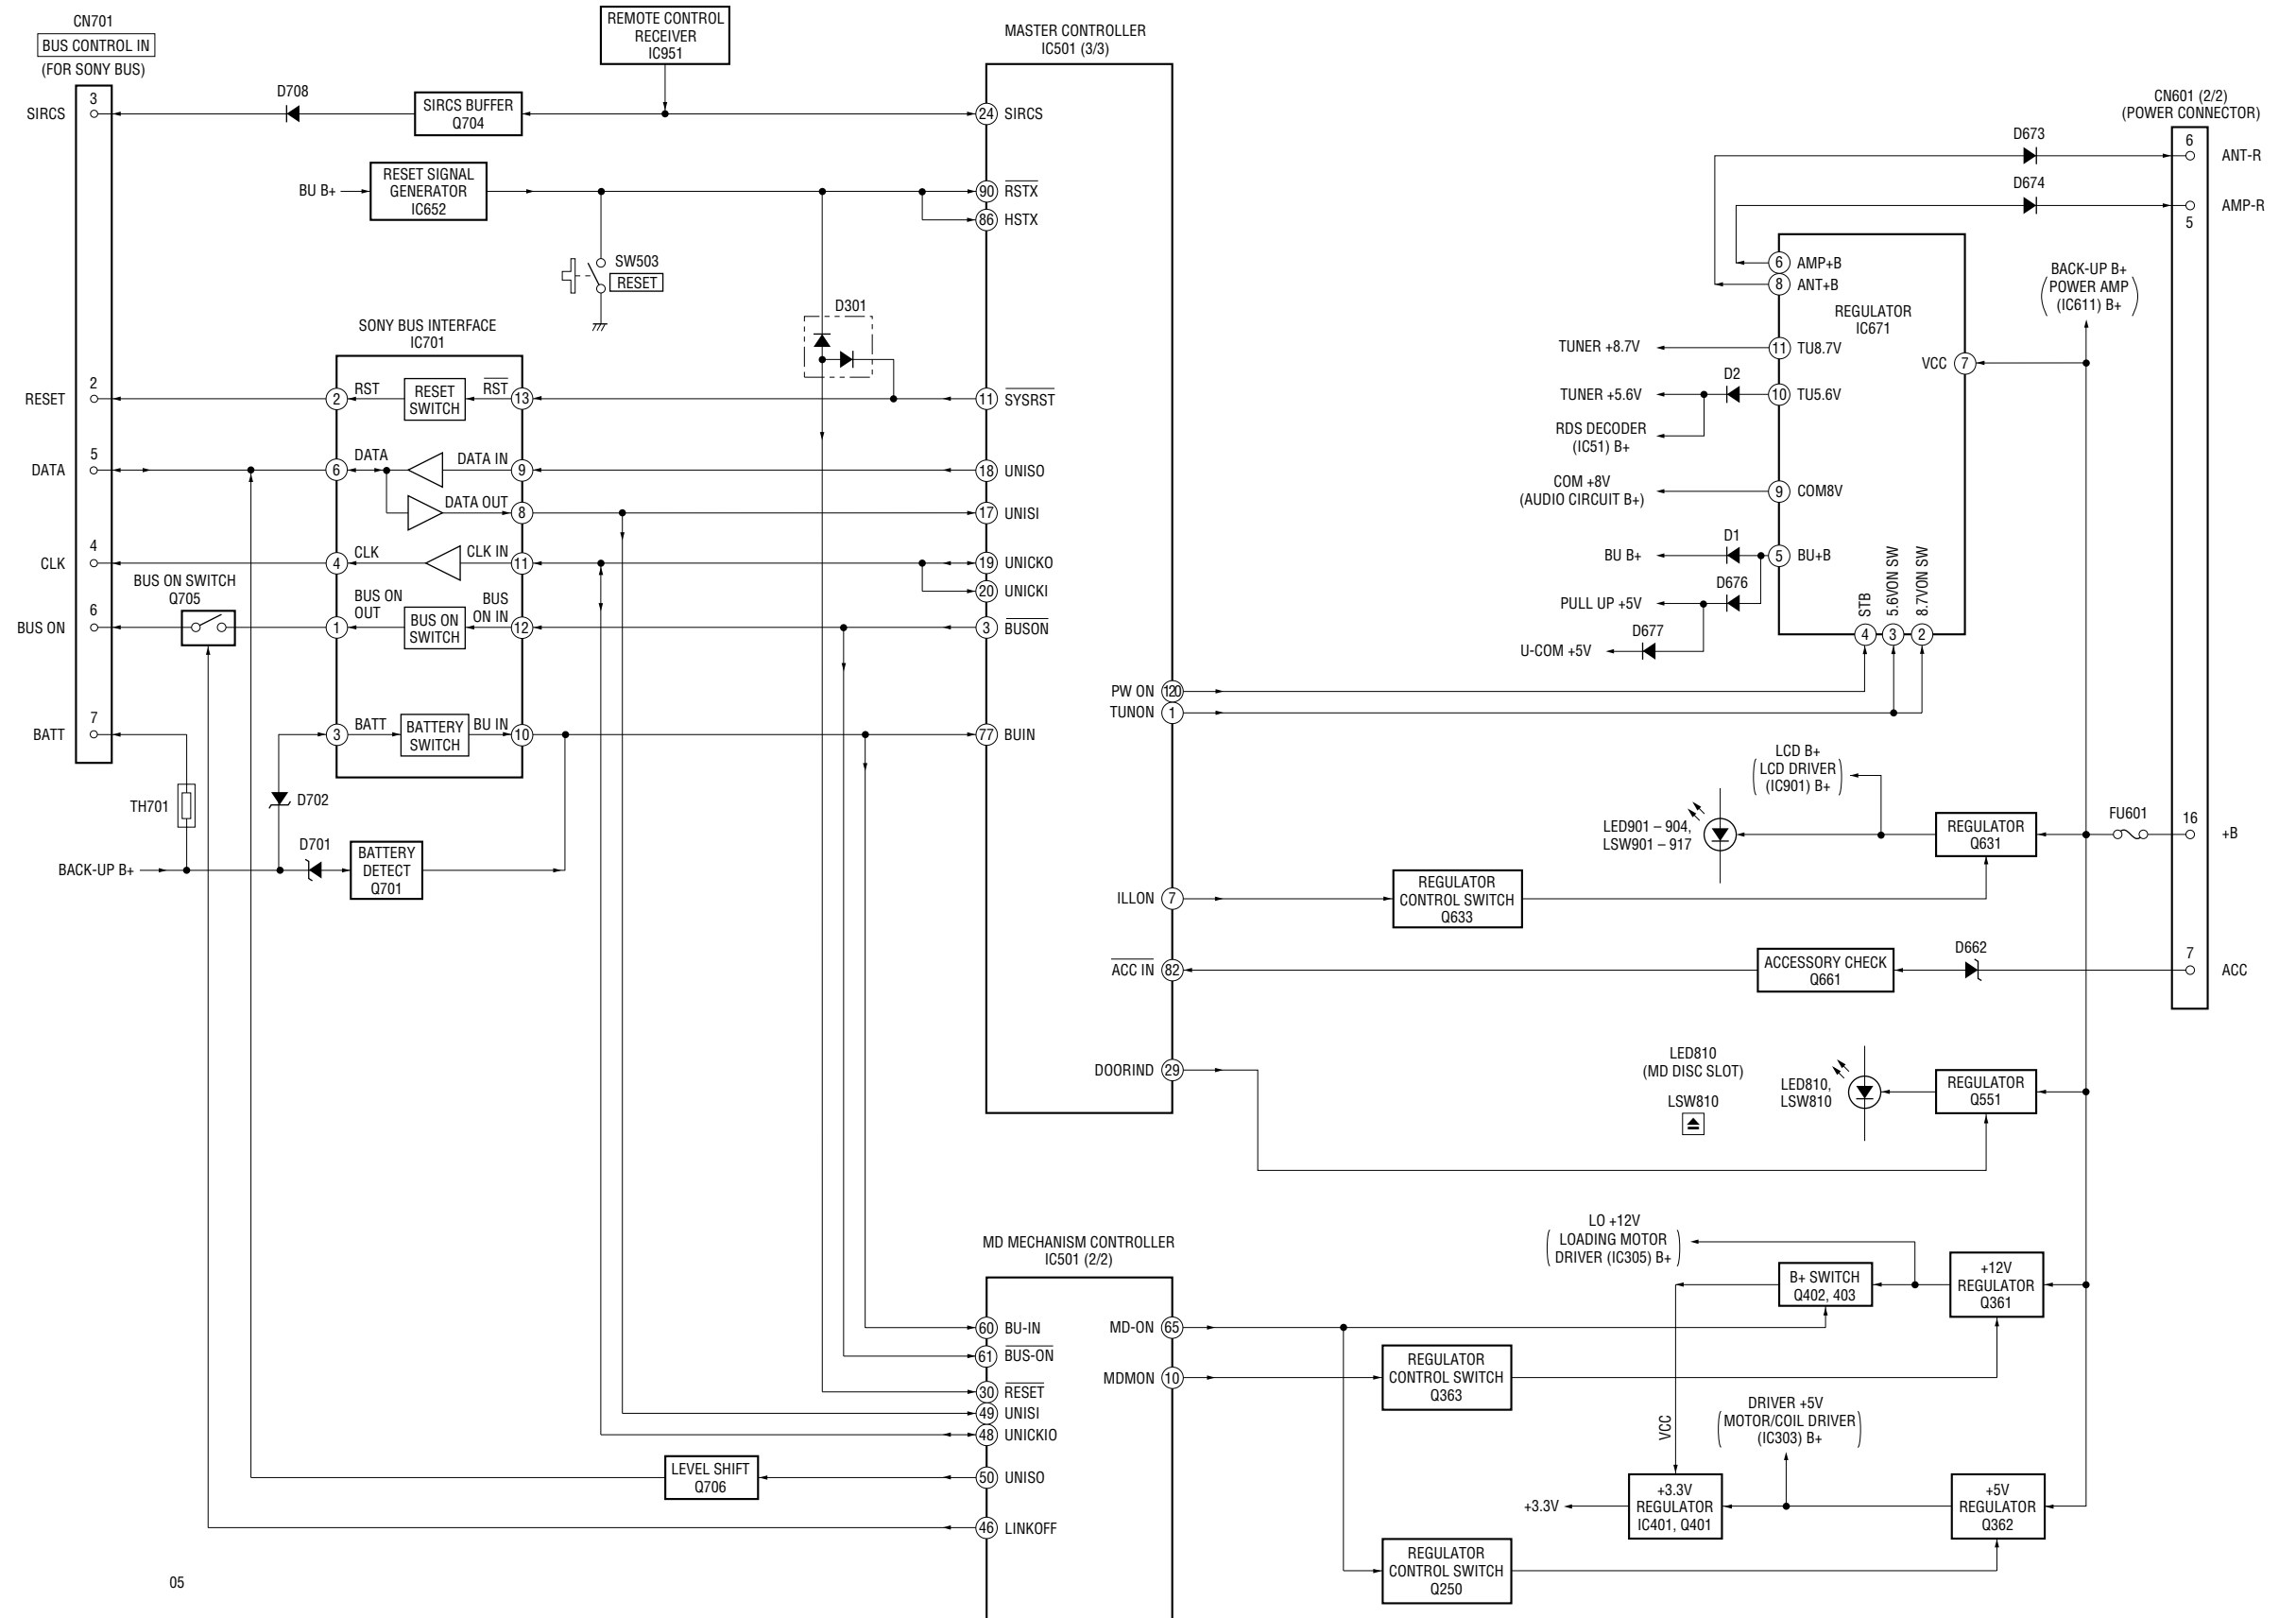 CN701
BUS CONTROL IN
(FOR SONY BUS)
3
SIRCS
2
RESET
5
DATA
4
CLK
6
BUS ON
7
BATT
D708
SIRCS BUFFER
Q704
REMOTE CONTROL
RECEIVER
IC951
BU B+
RESET SIGNAL
GENERATOR
IC652
SW503
RESET
D301
SONY BUS INTERFACE
IC701
2
RST
RESET
SWITCH
RST
13
6
DATA
DATA IN
9
DATA OUT
8
4
CLK
CLK IN
11
BUS ON SWITCH
Q705
1
BUS ON
OUT
BUS ON
SWITCH
BUS
ON IN
12
3
BATT
BATTERY
SWITCH
BU IN
10
TH701
D702
D701
BACK-UP B+
BATTERY
DETECT
Q701
MASTER CONTROLLER
IC501 (3/3)
24 SIRCS
90 RSTX
86 HSTX
11 SYSRST
18 UNISO
17 UNISI
19 UNICKO
20 UNICKI
3 BUSON
77 BUIN
PW ON 120
TUNON 1
ILLON 7
ACC IN 82
DOORIND 29
CN601 (2/2)
(POWER CONNECTOR)
D673
6
ANT-R
D674
5
AMP-R
6 AMP+B
8 ANT+B
REGULATOR
IC671
11 TU8.7V
10 TU5.6V
9 COM8V
5 BU+B
VCC 7
4 STB
3 5.6VON SW
2 8.7VON SW
BACK-UP B+
POWER AMP
(IC611) B+
TUNER +8.7V
D2
TUNER +5.6V
RDS DECODER
(IC51) B+
COM +8V
(AUDIO CIRCUIT B+)
D1
BU B+
D676
PULL UP +5V
D677
U-COM +5V
LCD B+
LCD DRIVER
(IC901) B+
LED901 – 904,
LSW901 – 917
REGULATOR
Q631
FU601
16
+B
REGULATOR
CONTROL SWITCH
Q633
ACCESSORY CHECK
Q661
D662
7
ACC
LED810
(MD DISC SLOT)
LSW810
LED810,
LSW810
REGULATOR
Q551
MD MECHANISM CONTROLLER
IC501 (2/2)
60 BU-IN
61 BUS-ON
30 RESET
49 UNISI
48 UNICKIO
50 UNISO
46 LINKOFF
MD-ON 65
MDMON 10
LEVEL SHIFT
Q706
LO +12V
LOADING MOTOR
DRIVER (IC305) B+
B+ SWITCH
Q402, 403
+12V
REGULATOR
Q361
REGULATOR
CONTROL SWITCH
Q363
VCC
DRIVER +5V
MOTOR/COIL DRIVER
(IC303) B+
+3.3V
+3.3V
REGULATOR
IC401, Q401
+5V
REGULATOR
Q362
REGULATOR
CONTROL SWITCH
Q250
05